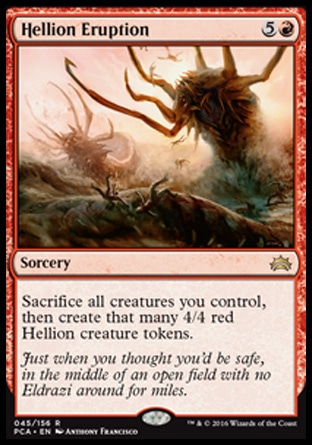 Hellion Eruption 5
Sorcery
Sacrifice all creatures you control,
then create that many 4/4 red
Hellion creature tokens.
Just when you thought you'd be safe,
in the middle of an open field with no
Eldrazi around for miles.
045/156 R
PCA • EN Anthony Francisco ™ & © 2016 Wizards of the Coast